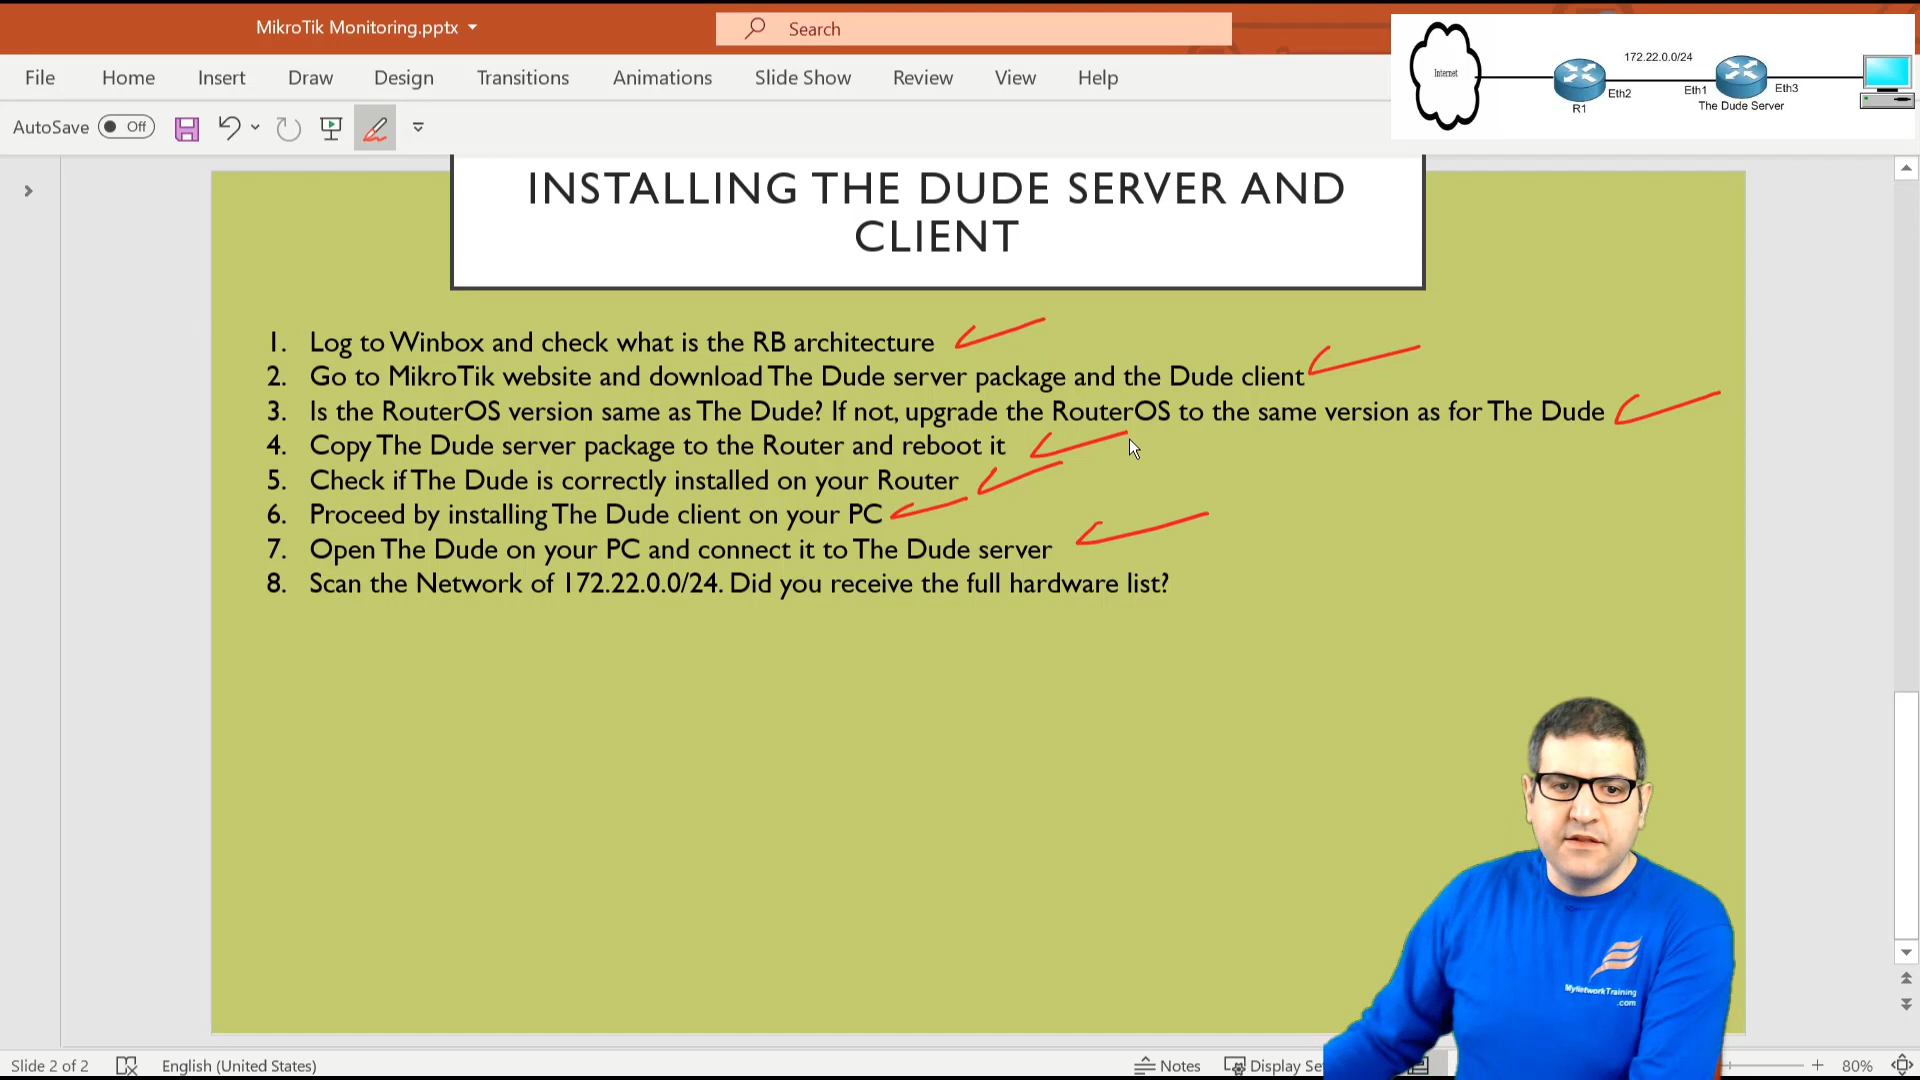 MikroTik Monitoring.pptx
Search
File Home Insert Draw Design Transitions Animations Slide Show Review View Help
AutoSave Off
Internet
172.22.0.0/24
R1
Eth2
Eth1
The Dude Server
Eth3
INSTALLING THE DUDE SERVER AND
CLIENT
1. Log to Winbox and check what is the RB architecture
2. Go to MikroTik website and download The Dude server package and the Dude client
3. Is the RouterOS version same as The Dude? If not, upgrade the RouterOS to the same version as for The Dude
4. Copy The Dude server package to the Router and reboot it
5. Check if The Dude is correctly installed on your Router
6. Proceed by installing The Dude client on your PC
7. Open The Dude on your PC and connect it to The Dude server
8. Scan the Network of 172.22.0.0/24. Did you receive the full hardware list?
MyNetworkTraining
.com
Slide 2 of 2
English (United States)
Notes
Display Se
80%